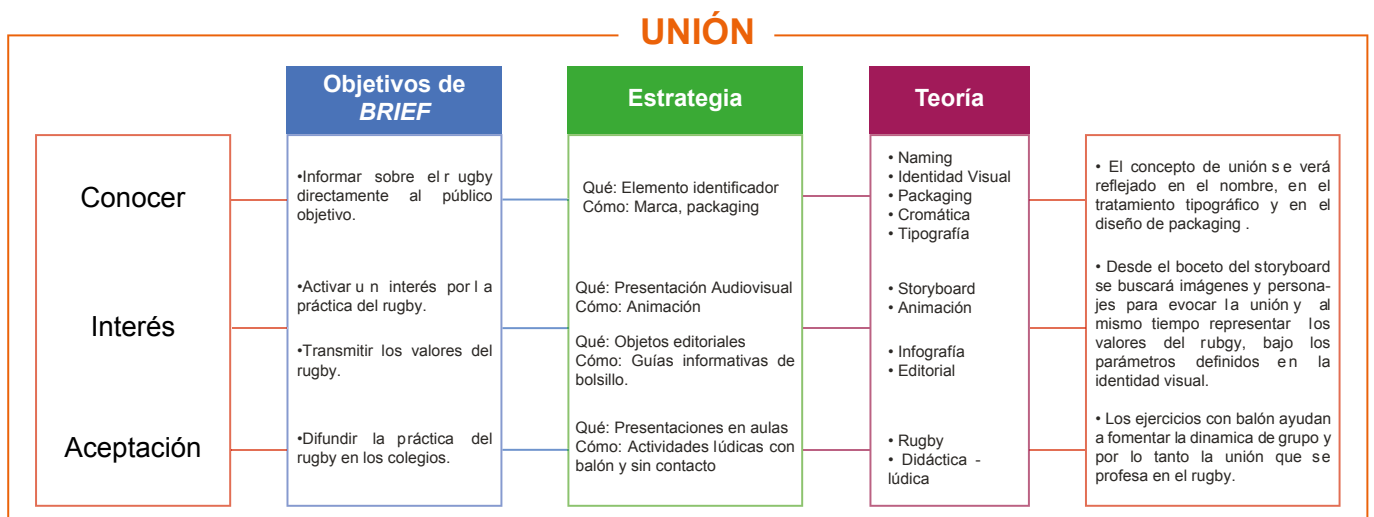 UNIÓN
Objetivos de
BRIEF
Estrategia
Teoría
Conocer
Interés
Aceptación
•Informar sobre el r ugby
directamente al público
objetivo.
•Activar u n interés por l a
práctica del rugby.
•Transmitir los valores del
rugby.
•Difundir la práctica del
rugby en los colegios.
Qué: Elemento identificador
Cómo: Marca, packaging
Qué: Presentación Audiovisual
Cómo: Animación
Qué: Objetos editoriales
Cómo: Guías informativas de
bolsillo.
Qué: Presentaciones en aulas
Cómo: Actividades lúdicas con
balón y sin contacto
• Naming
• Identidad Visual
• Packaging
• Cromática
• Tipografía
• Storyboard
• Animación
• Infografía
• Editorial
• Rugby
• Didáctica -
lúdica
• El concepto de unión s e verá
reflejado en el nombre, en el
tratamiento tipográfico y en el
diseño de packaging .
• Desde el boceto del storyboard
se buscará imágenes y persona-
jes para evocar la unión y al
mismo tiempo representar los
valores del rubgy, bajo los
parámetros definidos e n la
identidad visual.
• Los ejercicios con balón ayudan
a fomentar la dinamica de grupo y
por lo tanto la unión que se
profesa en el rugby.